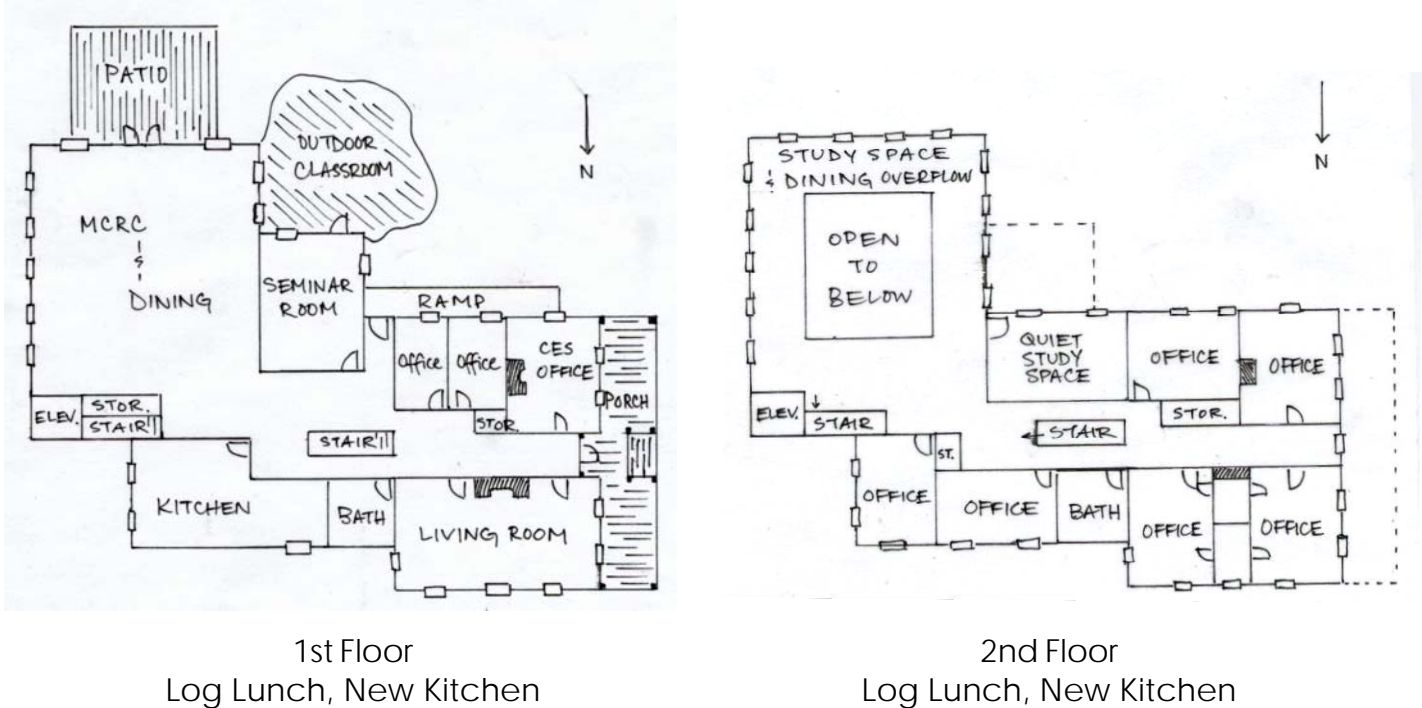 PATIO
OUTDOOR
CLASSROOM
N
MCRC
&
DINING
SEMINAR
ROOM
RAMP
Office
Office
CES
OFFICE
PORCH
ELEV.
STOR.
STAIR
STOR.
STAIR
KITCHEN
BATH
LIVING ROOM
1st Floor
Log Lunch, New Kitchen
STUDY SPACE
& DINING OVERFLOW
N
OPEN
TO
BELOW
QUIET
STUDY
SPACE
OFFICE
OFFICE
ELEV.
STAIR
STOR.
STAIR
ST.
OFFICE
OFFICE
BATH
OFFICE
OFFICE
2nd Floor
Log Lunch, New Kitchen